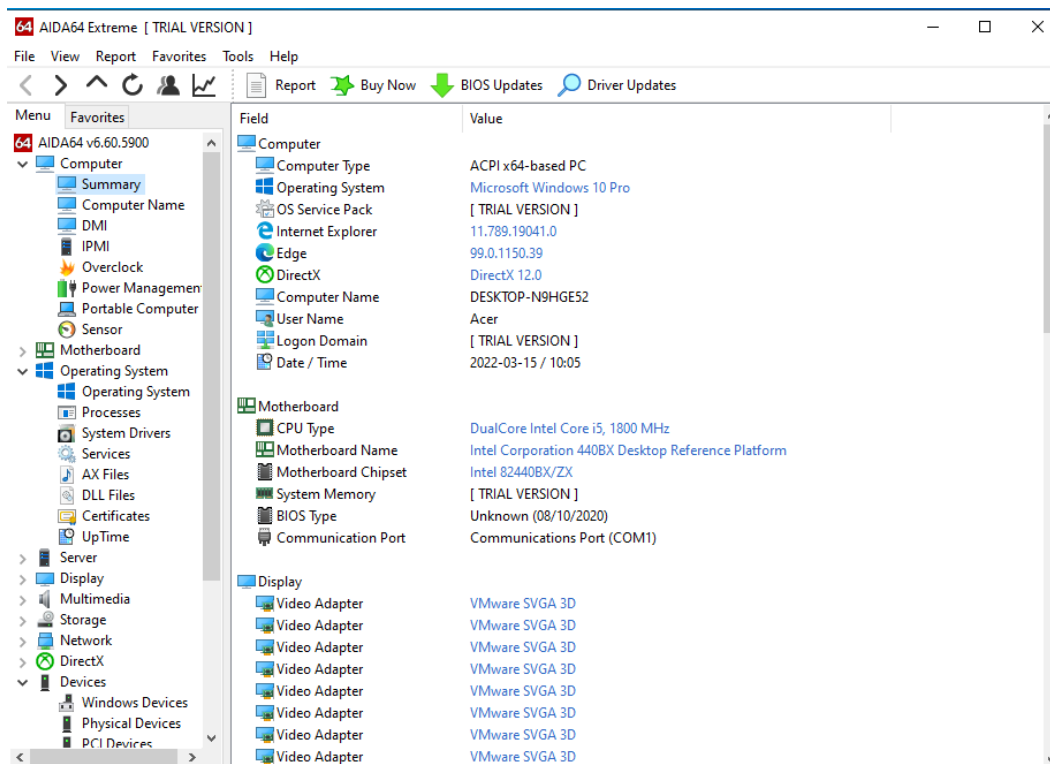 64 AIDA64 Extreme [ TRIAL VERSION ]
File View Report Favorites Tools Help
Report Buy Now BIOS Updates Driver Updates
Menu Favorites
64 AIDA64 v6.60.5900
Computer
Summary
Computer Name
DMI
IPMI
Overclock
Power Managemen
Portable Computer
Sensor
Motherboard
Operating System
Operating System
Processes
System Drivers
Services
AX Files
DLL Files
Certificates
UpTime
Server
Display
Multimedia
Storage
Network
DirectX
Devices
Windows Devices
Physical Devices
PCI Devices
Field Value
Computer
Computer Type ACPI x64-based PC
Operating System Microsoft Windows 10 Pro
OS Service Pack [ TRIAL VERSION ]
Internet Explorer 11.789.19041.0
Edge 99.0.1150.39
DirectX DirectX 12.0
Computer Name DESKTOP-N9HGE52
User Name Acer
Logon Domain [ TRIAL VERSION ]
Date / Time 2022-03-15 / 10:05
Motherboard
CPU Type DualCore Intel Core i5, 1800 MHz
Motherboard Name Intel Corporation 440BX Desktop Reference Platform
Motherboard Chipset Intel 82440BX/ZX
System Memory [ TRIAL VERSION ]
BIOS Type Unknown (08/10/2020)
Communication Port Communications Port (COM1)
Display
Video Adapter VMware SVGA 3D
Video Adapter VMware SVGA 3D
Video Adapter VMware SVGA 3D
Video Adapter VMware SVGA 3D
Video Adapter VMware SVGA 3D
Video Adapter VMware SVGA 3D
Video Adapter VMware SVGA 3D
Video Adapter VMware SVGA 3D